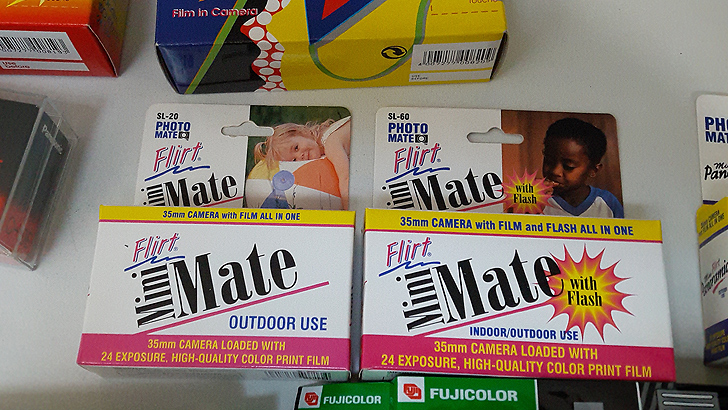 Film in Camera
SL-20
PHOTO
MATE
Flirt
Mini Mate
35mm CAMERA with FILM ALL IN ONE
Flirt
Mini Mate
OUTDOOR USE
35mm CAMERA LOADED WITH
24 EXPOSURE, HIGH-QUALITY COLOR PRINT FILM
SL-60
PHOTO
MATE
Flirt
Mini Mate
with
Flash
35mm CAMERA with FILM and FLASH ALL IN ONE
Flirt
Mini Mate
with
Flash
INDOOR/OUTDOOR USE
35mm CAMERA LOADED WITH
24 EXPOSURE, HIGH-QUALITY COLOR PRINT FILM
FUJICOLOR
FUJICOLOR